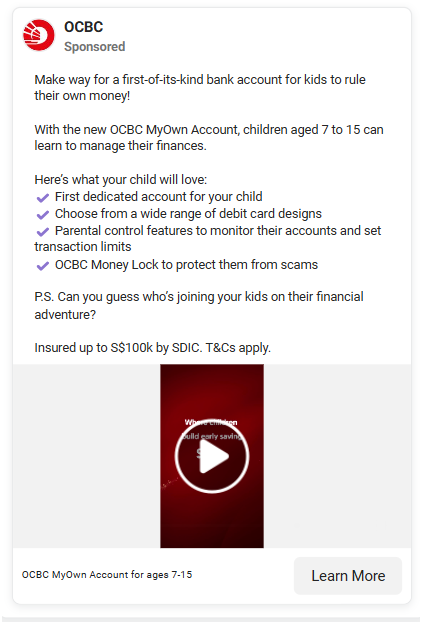 OCBC
Sponsored
Make way for a first-of-its-kind bank account for kids to rule
their own money!
With the new OCBC MyOwn Account, children aged 7 to 15 can
learn to manage their finances.
Here's what your child will love:
First dedicated account for your child
Choose from a wide range of debit card designs
Parental control features to monitor their accounts and set
transaction limits
OCBC Money Lock to protect them from scams
P.S. Can you guess who's joining your kids on their financial
adventure?
Insured up to S$100k by SDIC. T&Cs apply.
Where children
build early saving
OCBC MyOwn Account for ages 7-15
Learn More